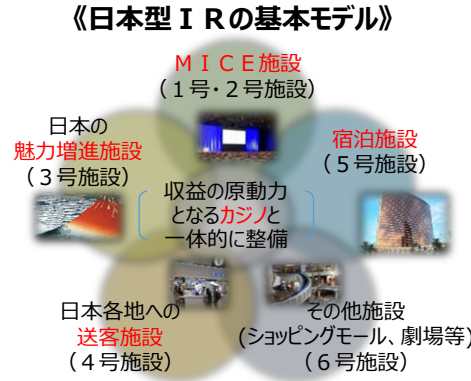 《日本型ＩＲの基本モデル》
ＭＩＣＥ施設
（１号・２号施設）
日本の
魅力増進施設
（３号施設）
宿泊施設
（５号施設）
収益の原動力
となるカジノと
一体的に整備
日本各地への
送客施設
（４号施設）
その他施設
(ショッピングモール、劇場等)
（６号施設）